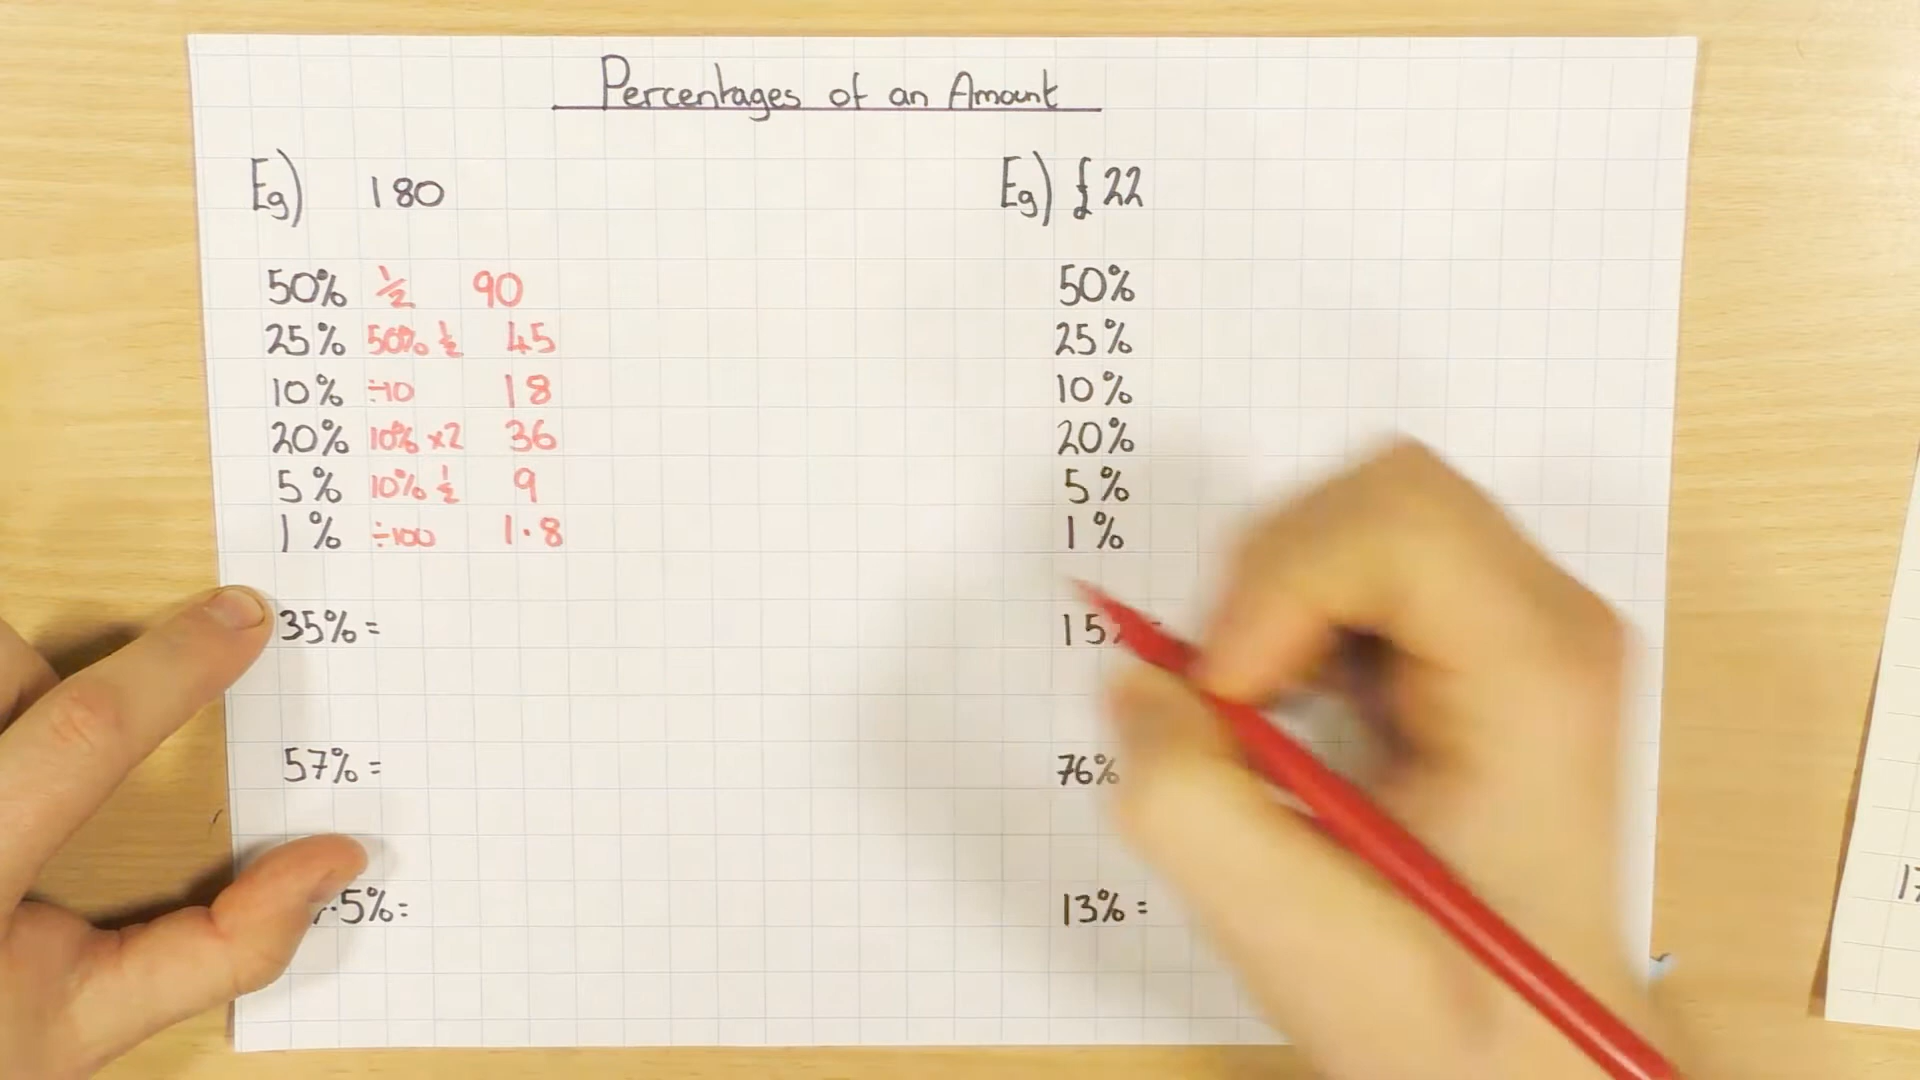 Percentages of an Amount
Eg) 180
50% ½ 90
25% 50% ½ 45
10% ÷10 18
20% 10% ×2 36
5% 10% ½ 9
1% ÷100 1.8
35% =
57% =
.5% =
Eg) £22
50%
25%
10%
20%
5%
1%
15
76%
13% =